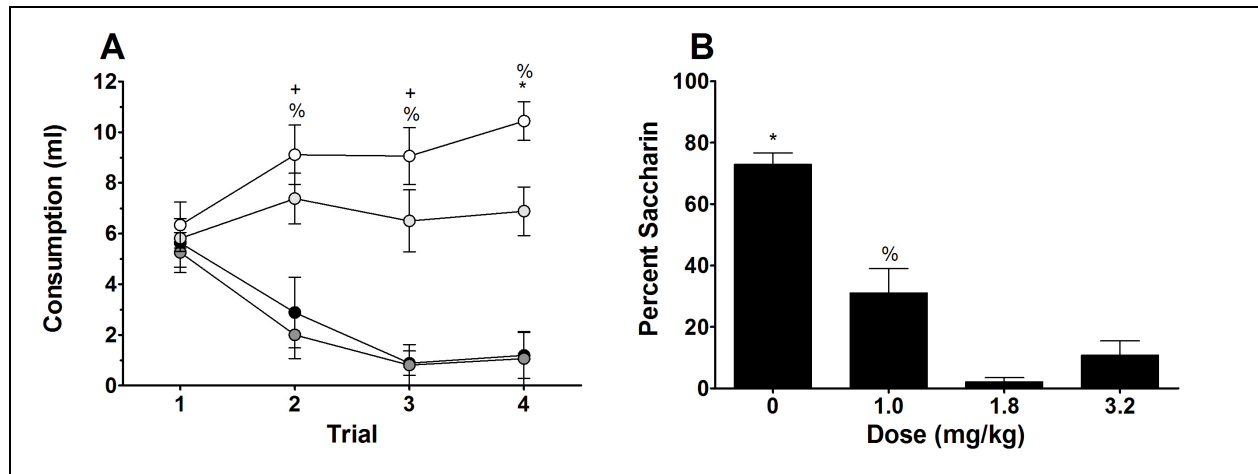 A
Consumption (ml)
12
10
8
6
4
2
0
+
%
+
%
%
*
1 2 3 4
Trial
B
Percent Saccharin
100
80
60
40
20
0
*
%
0 1.0 1.8 3.2
Dose (mg/kg)